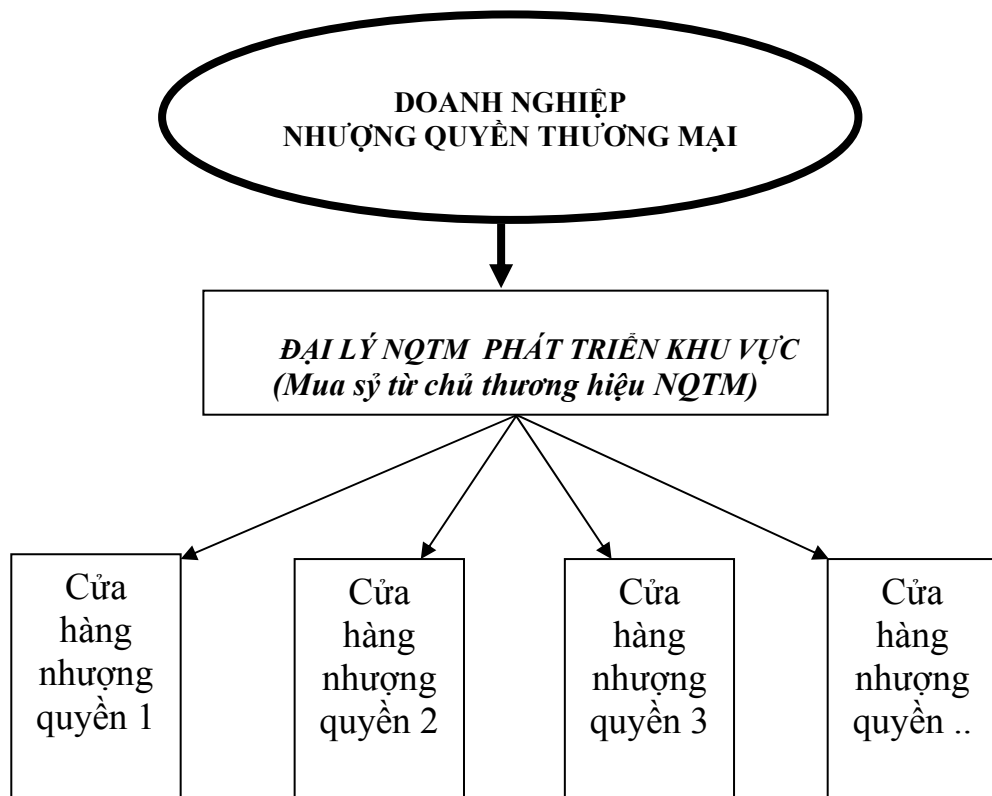 DOANH NGHIỆP
NHƯỢNG QUYỀN THƯƠNG MẠI
ĐẠI LÝ NQTM PHÁT TRIỂN KHU VỰC
(Mua sỷ từ chủ thương hiệu NQTM)
Cửa
hàng
nhượng
quyền 1
Cửa
hàng
nhượng
quyền 2
Cửa
hàng
nhượng
quyền 3
Cửa
hàng
nhượng
quyền ..